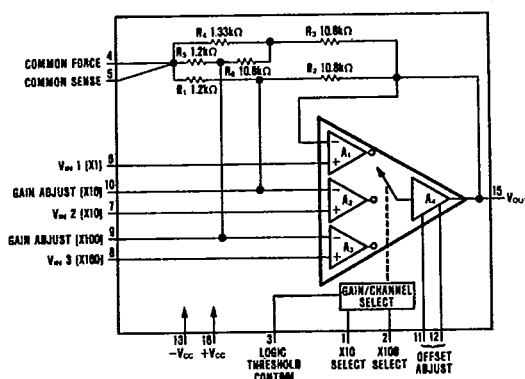 R₄ 1.33kΩ
R₃ 10.8kΩ
R₅ 1.2kΩ
COMMON FORCE 4
COMMON SENSE 5
R₆ 10.8kΩ
R₂ 10.8kΩ
R₁ 1.2kΩ
− A₁ +
VIN 1 (X1) 6
GAIN ADJUST (X10) 10
VIN 2 (X10) 7
− A₂ +
A₄
15 VOUT
GAIN ADJUST (X100) 9
VIN 3 (X100) 8
− A₃ +
GAIN/CHANNEL
SELECT
13 16 3 1 2 11 12
−VCC +VCC
LOGIC
THRESHOLD
CONTROL
X10
SELECT
X100
SELECT
OFFSET
ADJUST